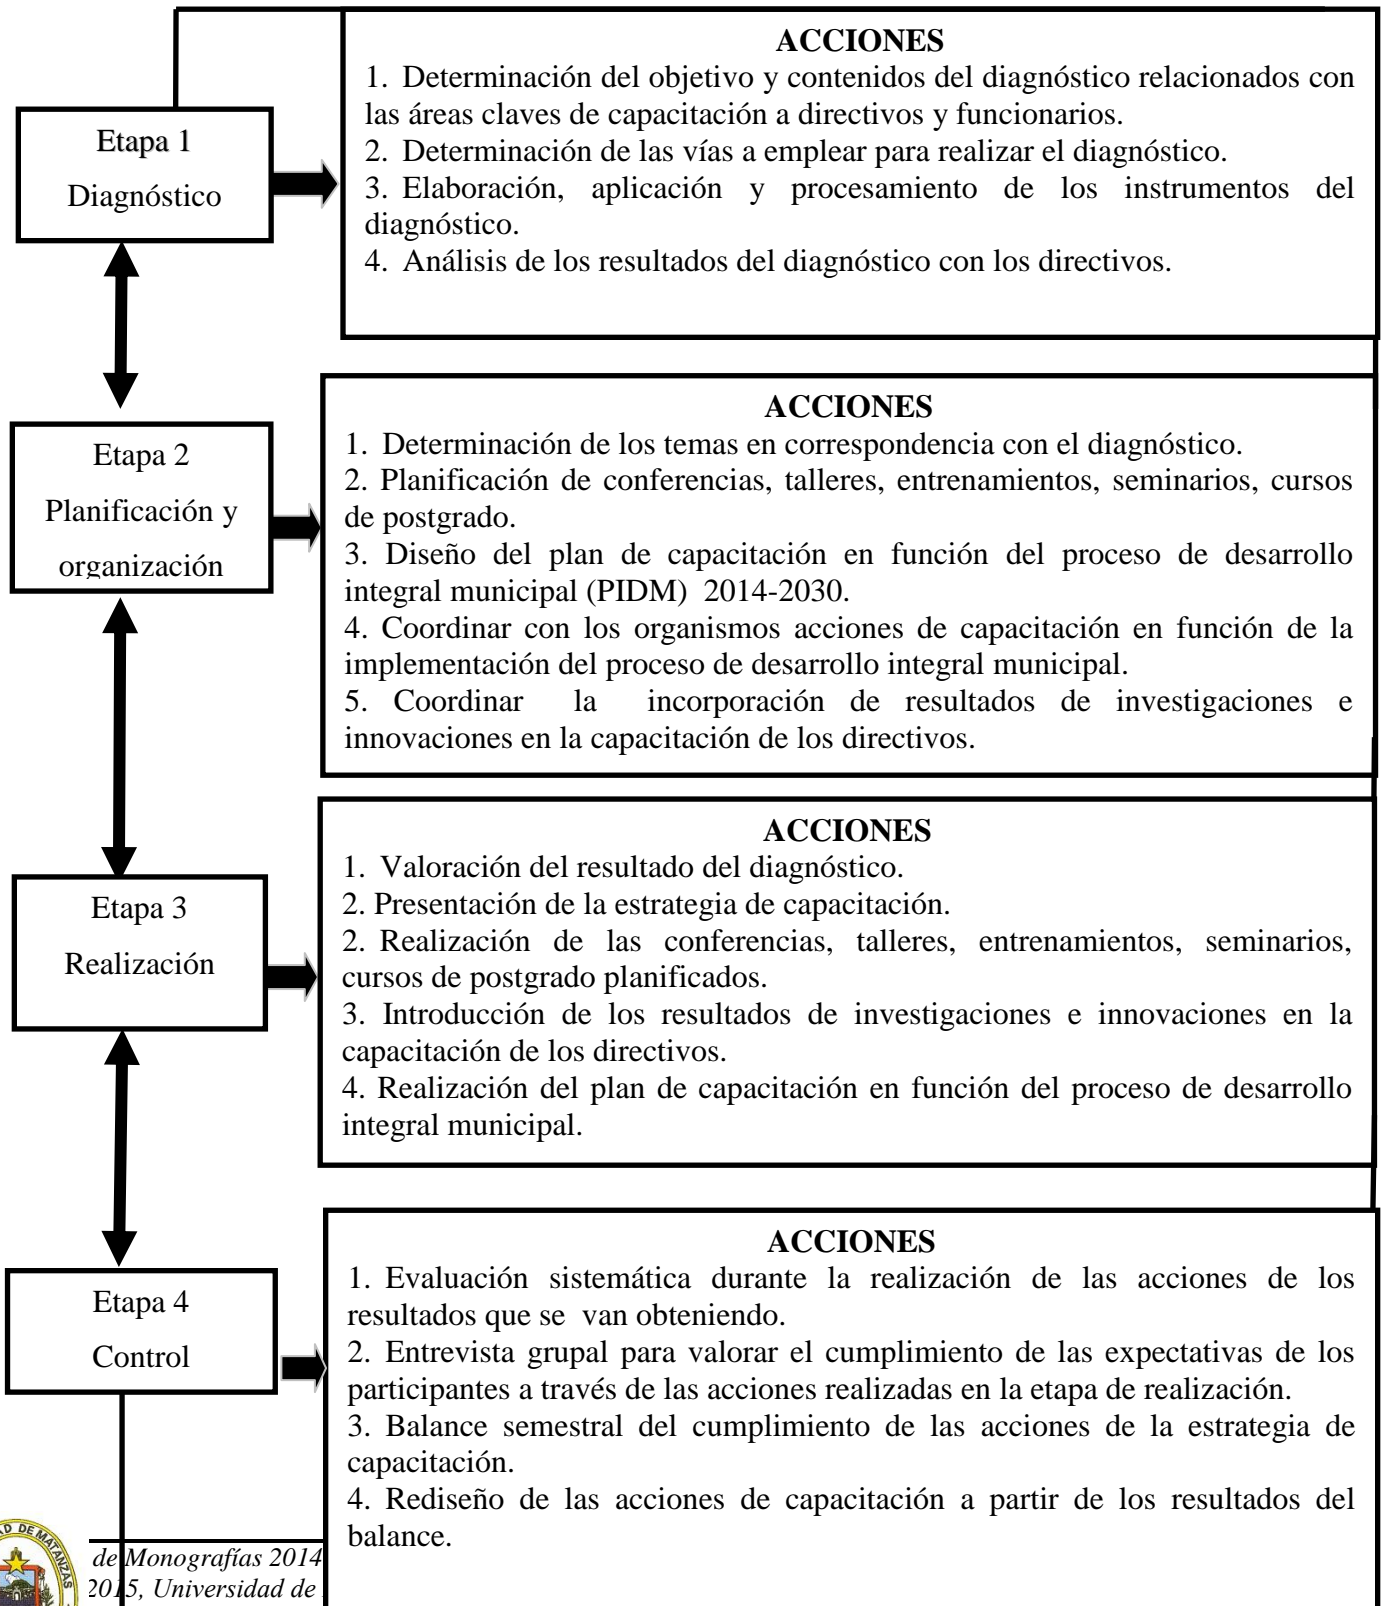 ACCIONES
1. Determinación del objetivo y contenidos del diagnóstico relacionados con
las áreas claves de capacitación a directivos y funcionarios.
2. Determinación de las vías a emplear para realizar el diagnóstico.
3. Elaboración, aplicación y procesamiento de los instrumentos del
diagnóstico.
4. Análisis de los resultados del diagnóstico con los directivos.
Etapa 1
Diagnóstico
ACCIONES
1. Determinación de los temas en correspondencia con el diagnóstico.
2. Planificación de conferencias, talleres, entrenamientos, seminarios, cursos
de postgrado.
3. Diseño del plan de capacitación en función del proceso de desarrollo
integral municipal (PIDM) 2014-2030.
4. Coordinar con los organismos acciones de capacitación en función de la
implementación del proceso de desarrollo integral municipal.
5. Coordinar la incorporación de resultados de investigaciones e
innovaciones en la capacitación de los directivos.
Etapa 2
Planificación y
organización
ACCIONES
1. Valoración del resultado del diagnóstico.
2. Presentación de la estrategia de capacitación.
2. Realización de las conferencias, talleres, entrenamientos, seminarios,
cursos de postgrado planificados.
3. Introducción de los resultados de investigaciones e innovaciones en la
capacitación de los directivos.
4. Realización del plan de capacitación en función del proceso de desarrollo
integral municipal.
Etapa 3
Realización
ACCIONES
1. Evaluación sistemática durante la realización de las acciones de los
resultados que se van obteniendo.
2. Entrevista grupal para valorar el cumplimiento de las expectativas de los
participantes a través de las acciones realizadas en la etapa de realización.
3. Balance semestral del cumplimiento de las acciones de la estrategia de
capacitación.
4. Rediseño de las acciones de capacitación a partir de los resultados del
balance.
Etapa 4
Control
de Monografías 2014
2015, Universidad de
DE MATANZAS